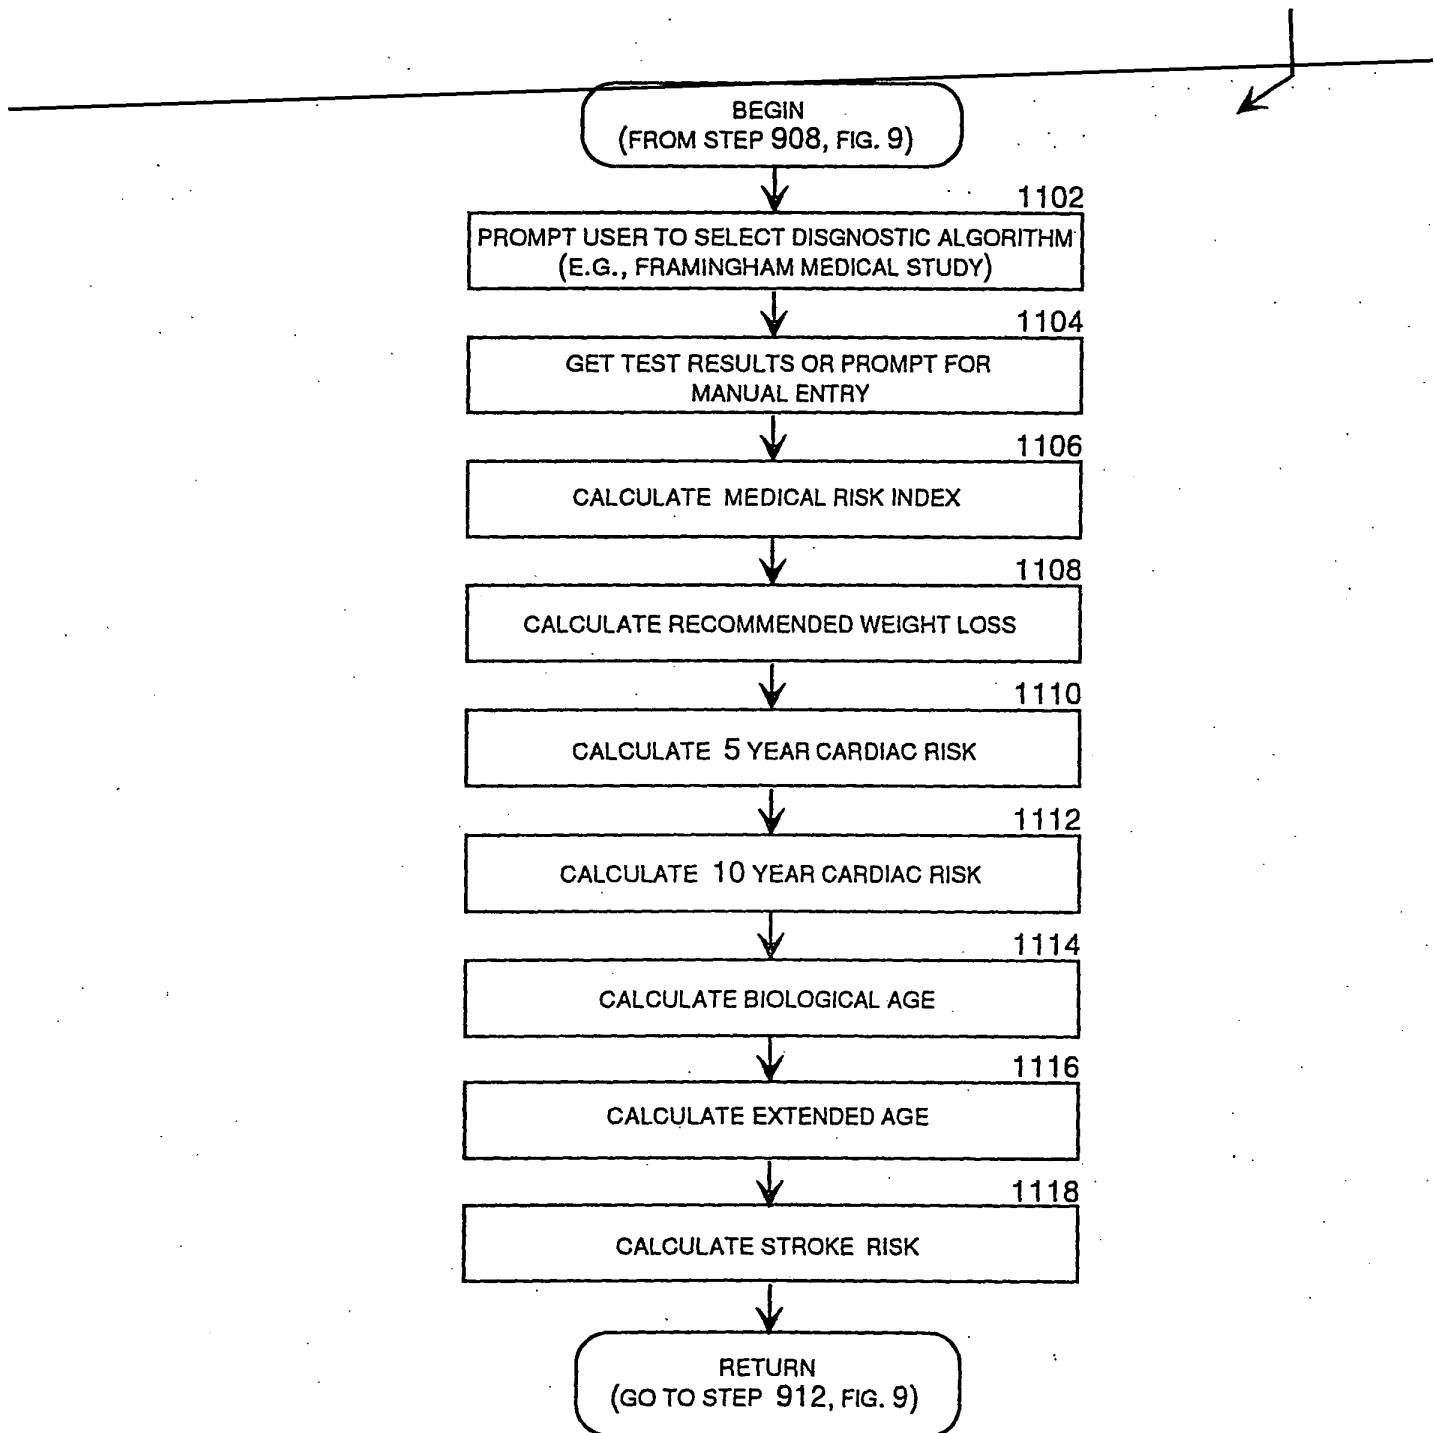 BEGIN
(FROM STEP 908, FIG. 9)
1102
PROMPT USER TO SELECT DISGNOSTIC ALGORITHM
(E.G., FRAMINGHAM MEDICAL STUDY)
1104
GET TEST RESULTS OR PROMPT FOR
MANUAL ENTRY
1106
CALCULATE MEDICAL RISK INDEX
1108
CALCULATE RECOMMENDED WEIGHT LOSS
1110
CALCULATE 5 YEAR CARDIAC RISK
1112
CALCULATE 10 YEAR CARDIAC RISK
1114
CALCULATE BIOLOGICAL AGE
1116
CALCULATE EXTENDED AGE
1118
CALCULATE STROKE RISK
RETURN
(GO TO STEP 912, FIG. 9)